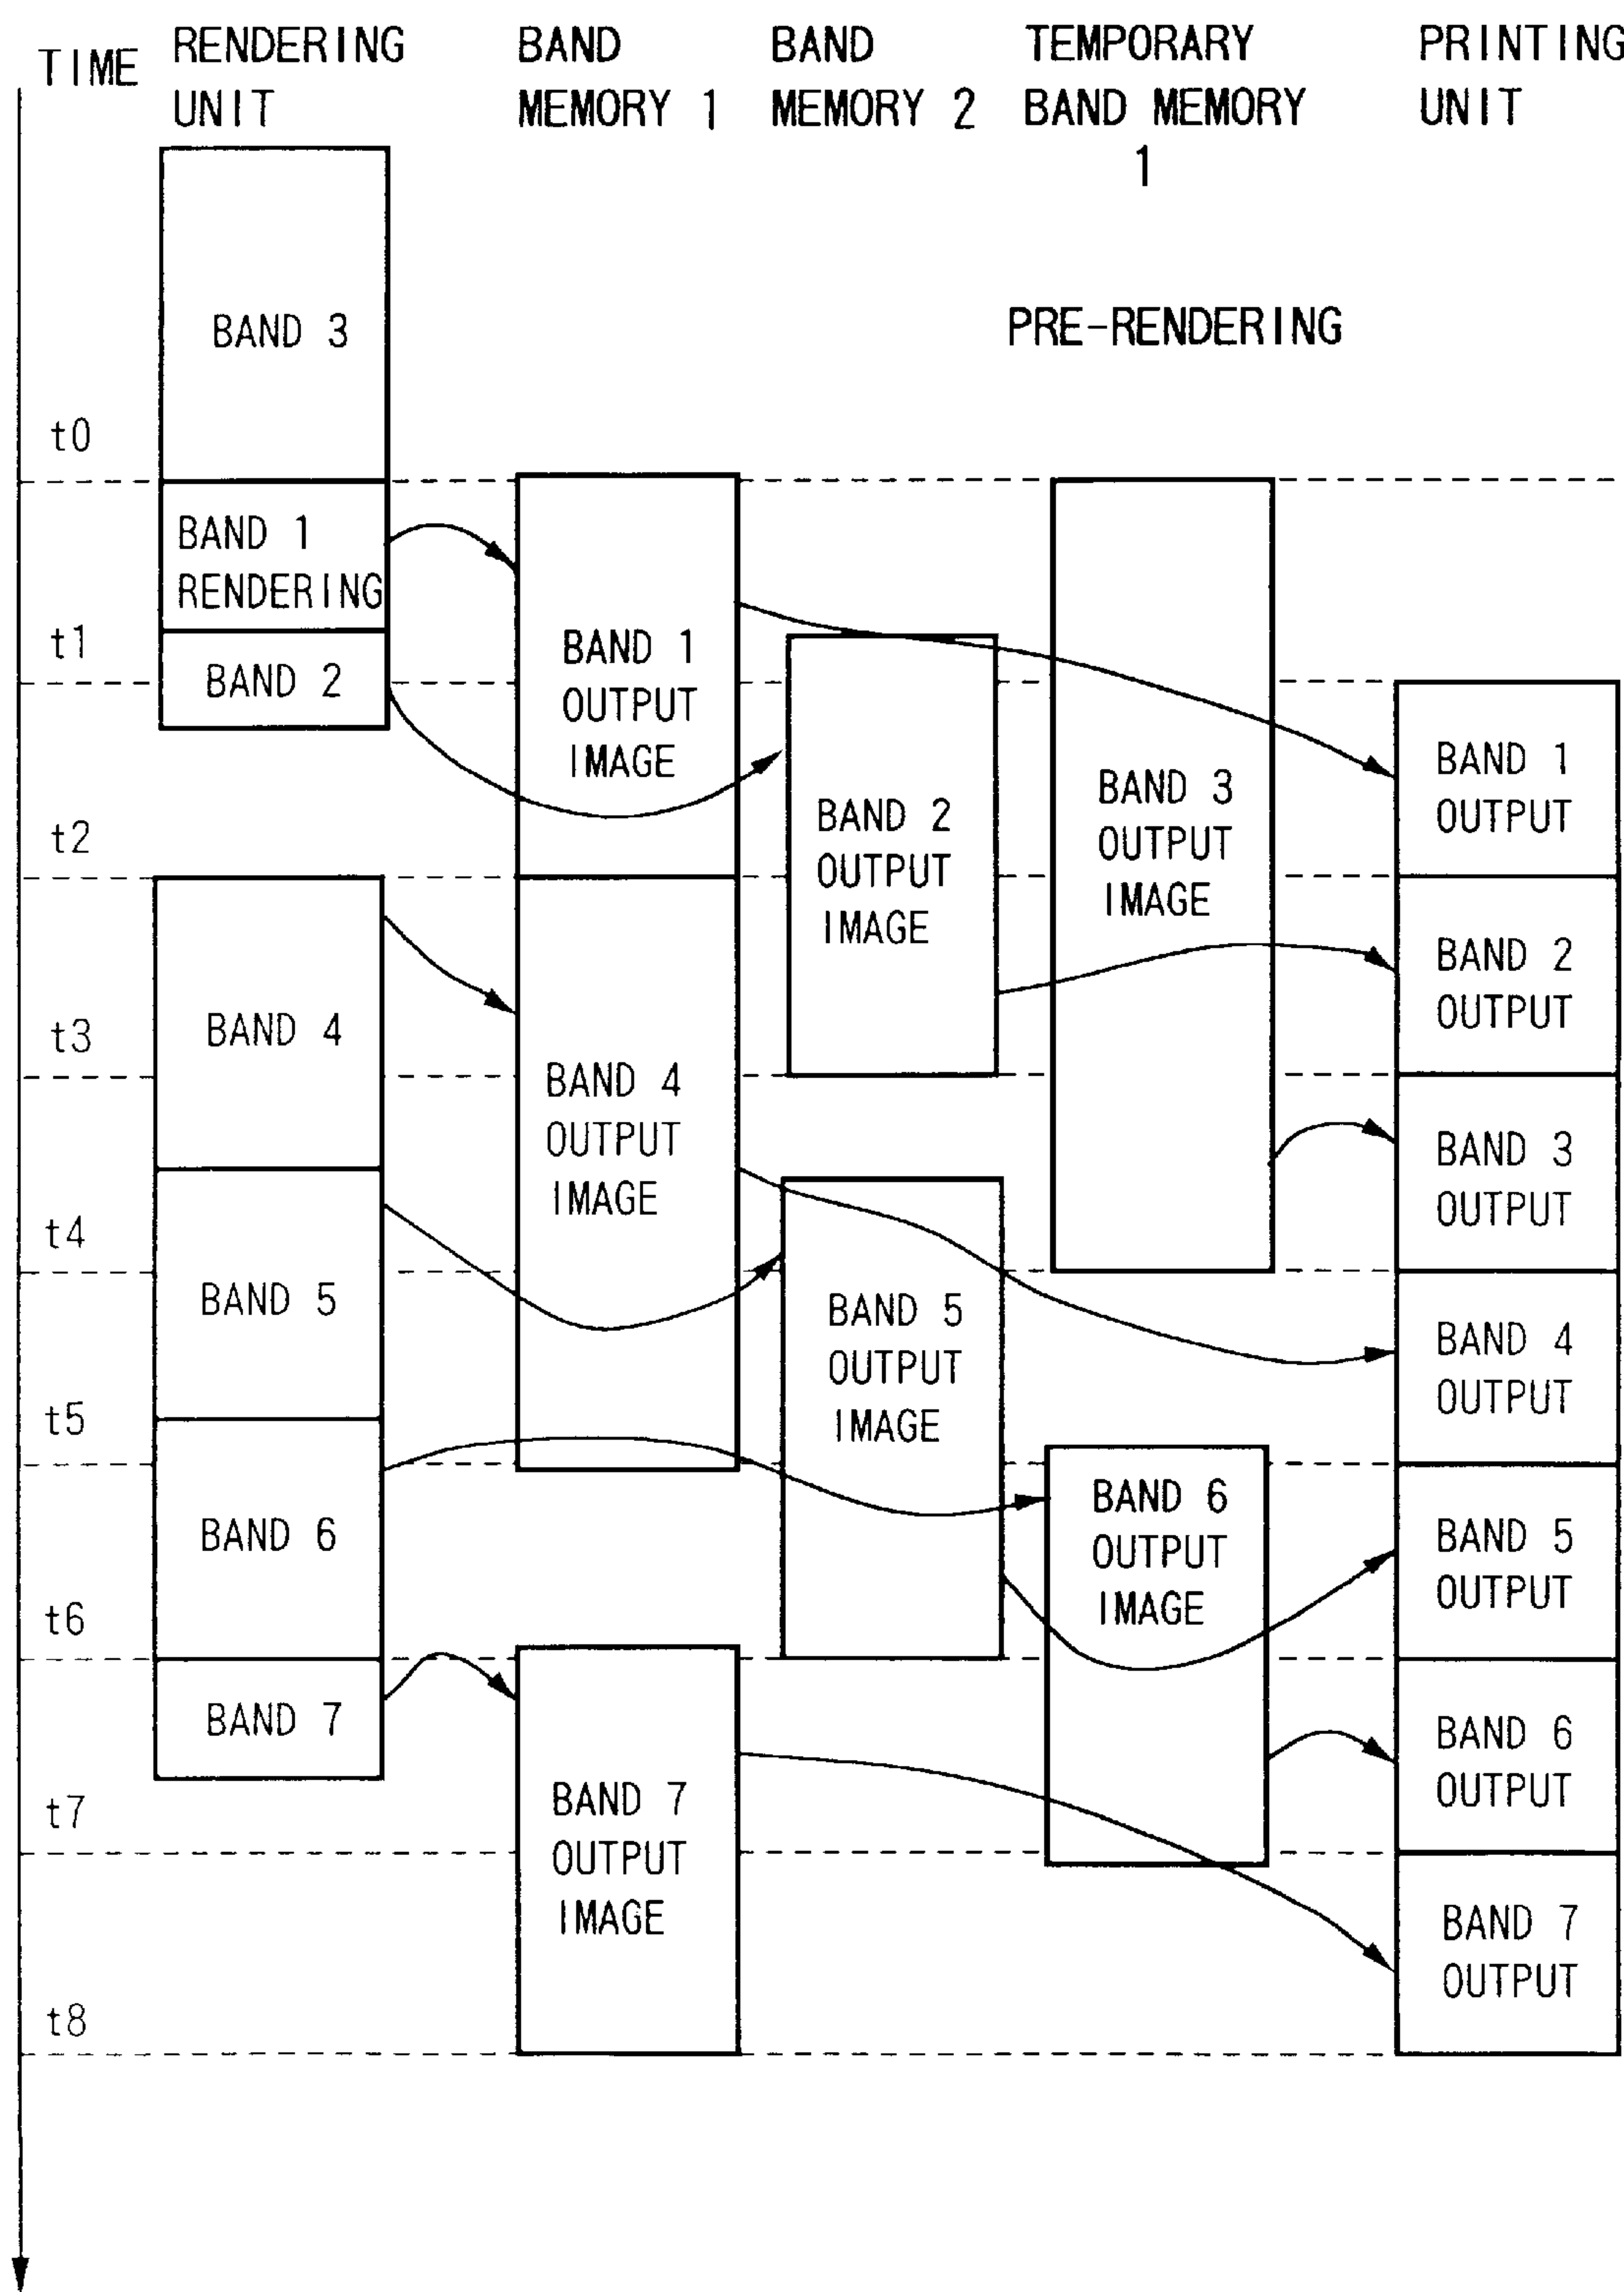 TIME
RENDERING
UNIT
BAND
MEMORY 1
BAND
MEMORY 2
TEMPORARY
BAND MEMORY
1
PRINTING
UNIT
BAND 3
PRE-RENDERING
t0
BAND 1
RENDERING
t1
BAND 2
BAND 1
OUTPUT
IMAGE
BAND 2
OUTPUT
IMAGE
BAND 3
OUTPUT
IMAGE
BAND 1
OUTPUT
t2
BAND 2
OUTPUT
BAND 4
t3
BAND 4
OUTPUT
IMAGE
BAND 3
OUTPUT
t4
BAND 5
BAND 5
OUTPUT
IMAGE
BAND 4
OUTPUT
t5
BAND 6
BAND 6
OUTPUT
IMAGE
BAND 5
OUTPUT
t6
BAND 7
BAND 7
OUTPUT
IMAGE
BAND 6
OUTPUT
t7
BAND 7
OUTPUT
t8